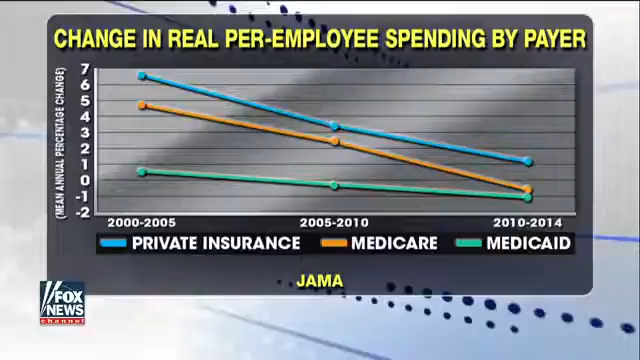 CHANGE IN REAL PER-EMPLOYEE SPENDING BY PAYER
(MEAN ANNUAL PERCENTAGE CHANGE)
7
6
5
4
3
2
1
0
-1
-2
2000-2005 2005-2010 2010-2014
PRIVATE INSURANCE MEDICARE MEDICAID
JAMA
FOX
NEWS
channel